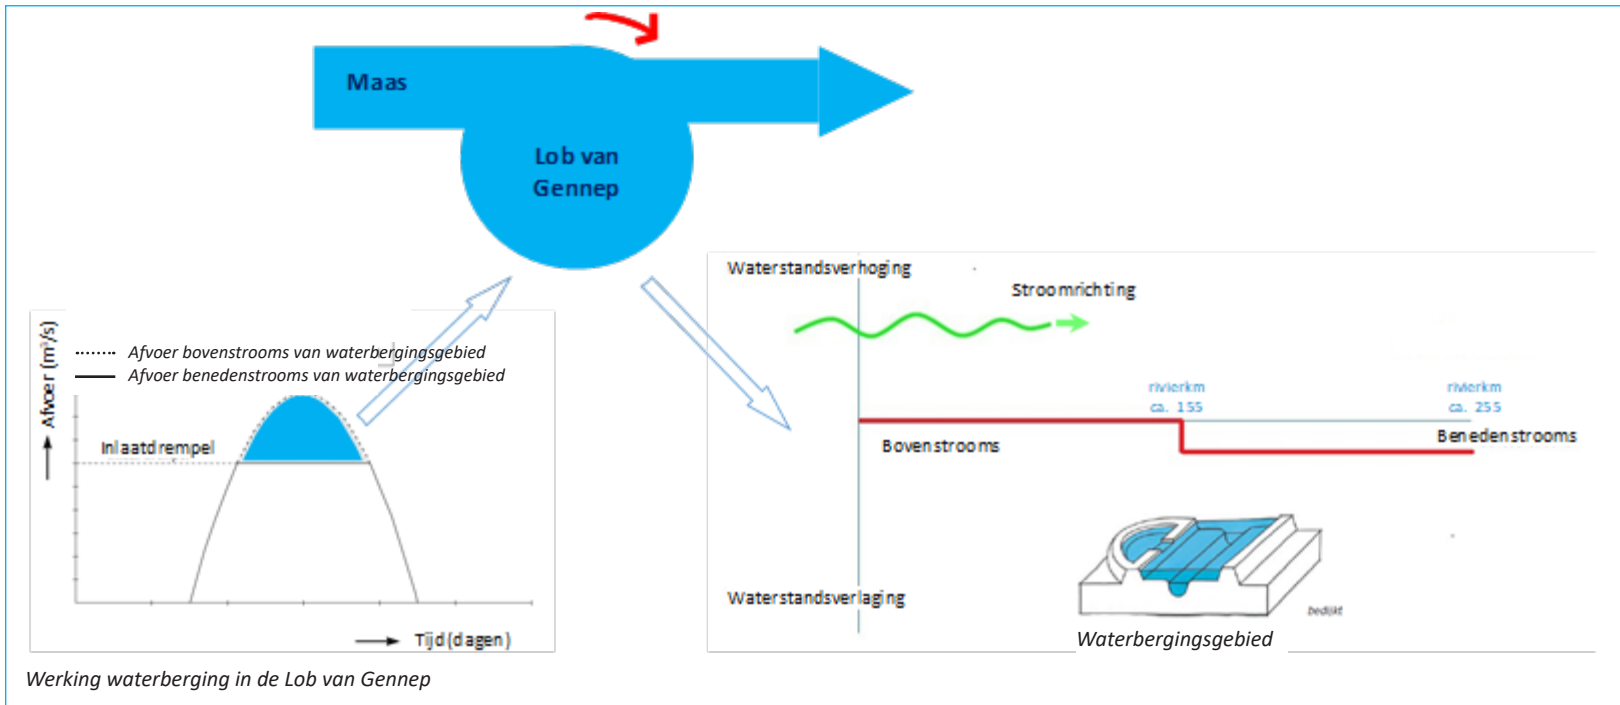 Maas
Lob van
Gennep
Afvoer (m³/s)
Afvoer bovenstrooms van waterbergingsgebied
Afvoer benedenstrooms van waterbergingsgebied
Inlaatdrempel
Tijd (dagen)
Waterstandsverhoging
Stroomrichting
rivierkm
ca. 155
rivierkm
ca. 255
Bovenstrooms
Benedenstrooms
Waterstandsverlaging
bedijkt
Waterbergingsgebied
Werking waterberging in de Lob van Gennep